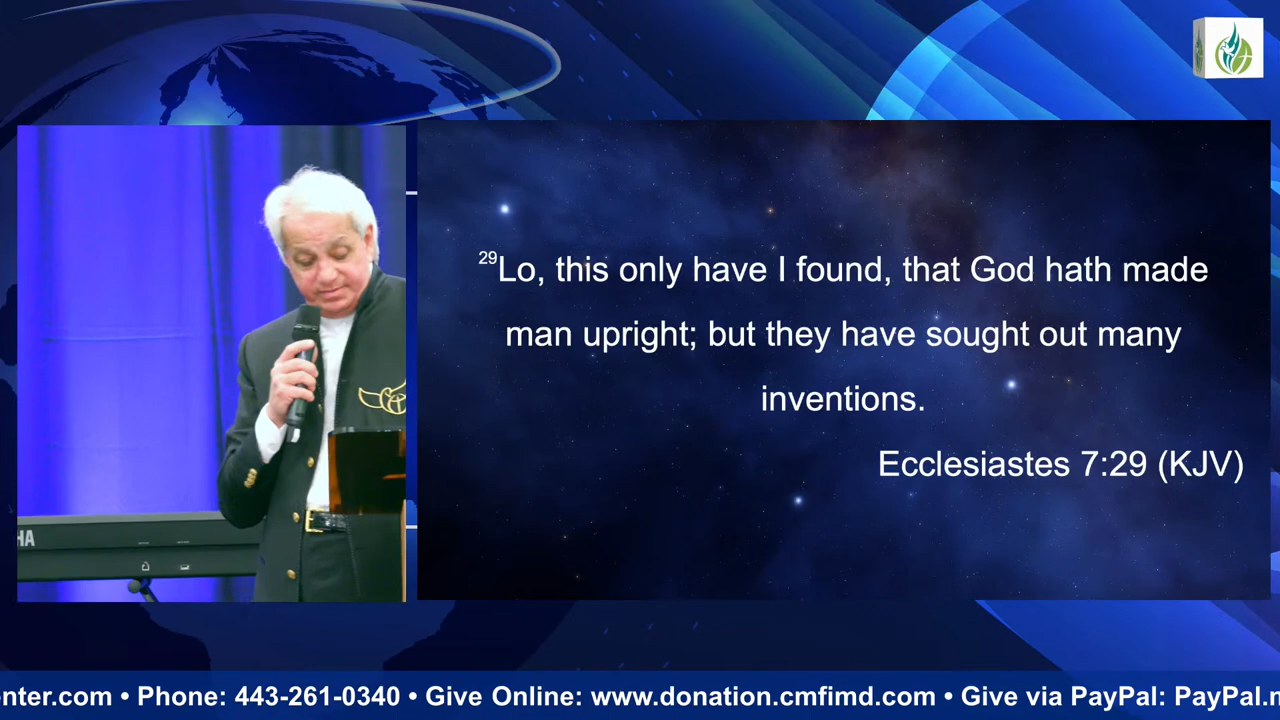 29Lo, this only have I found, that God hath made
man upright; but they have sought out many
inventions.
Ecclesiastes 7:29 (KJV)
HA
nter.com • Phone: 443-261-0340 • Give Online: www.donation.cmfimd.com • Give via PayPal: PayPal.